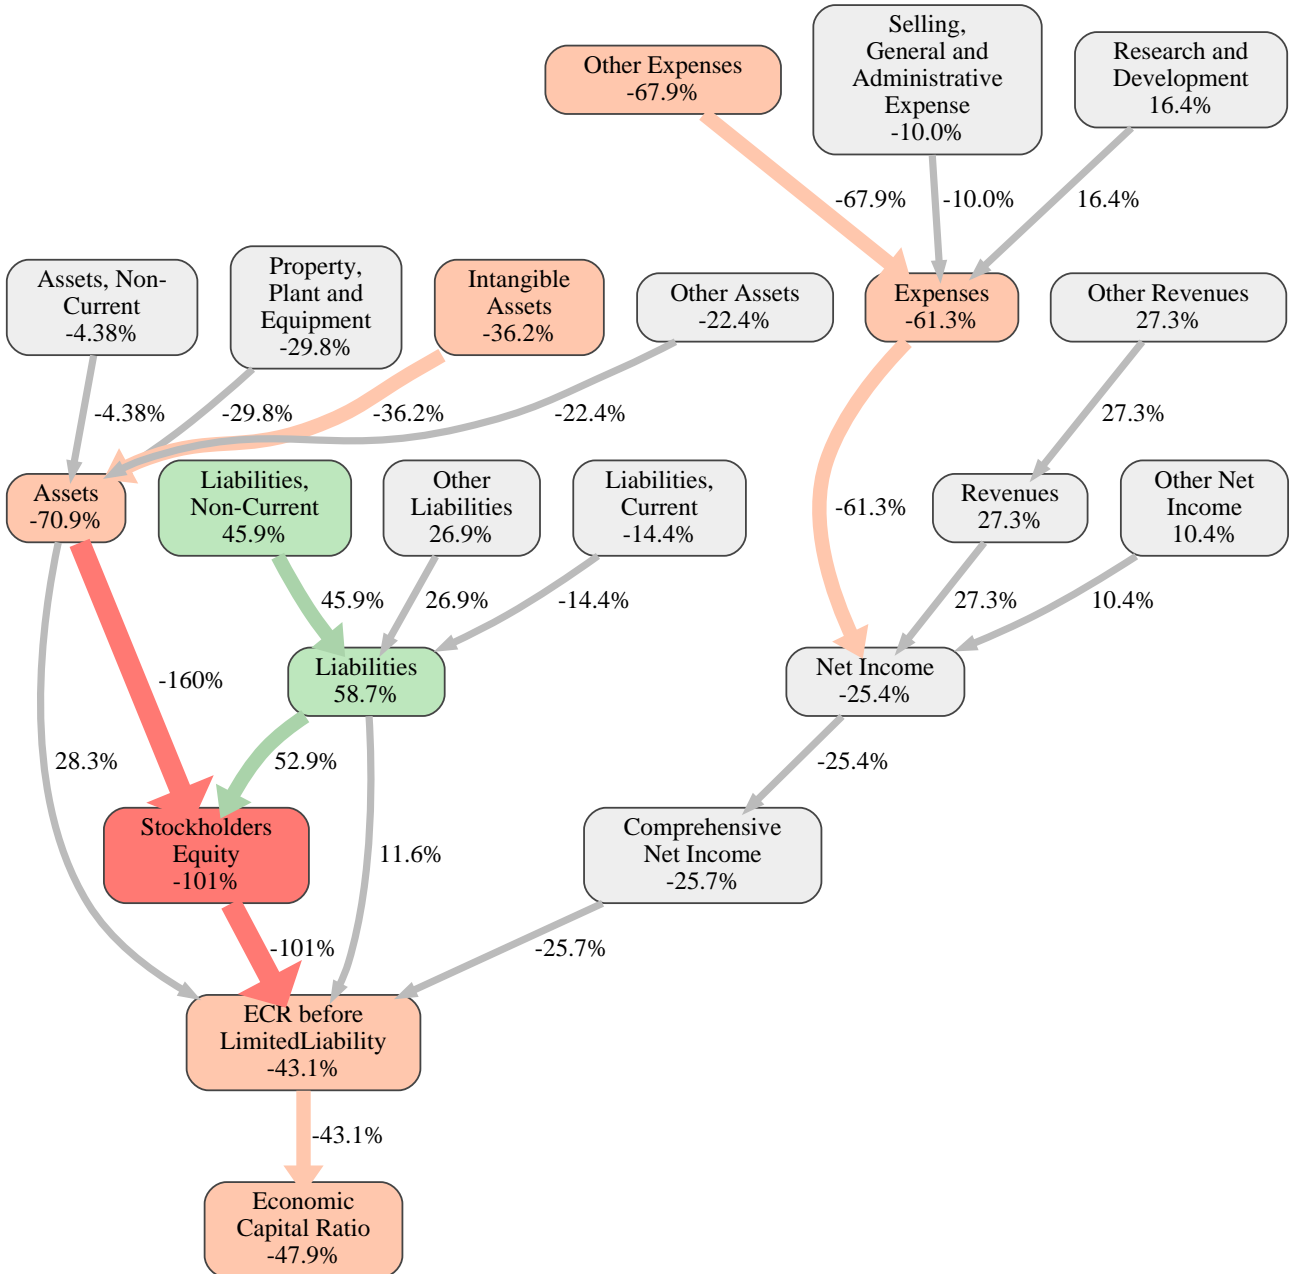 Other Expenses
-67.9%
Selling,
General and
Administrative
Expense
-10.0%
Research and
Development
16.4%
-67.9%
-10.0%
16.4%
Assets, Non-
Current
-4.38%
Property,
Plant and
Equipment
-29.8%
Intangible
Assets
-36.2%
Other Assets
-22.4%
Expenses
-61.3%
Other Revenues
27.3%
-4.38%
-29.8%
-36.2%
-22.4%
27.3%
Assets
-70.9%
Liabilities,
Non-Current
45.9%
Other
Liabilities
26.9%
Liabilities,
Current
-14.4%
-61.3%
Revenues
27.3%
Other Net
Income
10.4%
45.9%
26.9%
-14.4%
27.3%
10.4%
-160%
Liabilities
58.7%
Net Income
-25.4%
28.3%
52.9%
-25.4%
Stockholders
Equity
-101%
11.6%
Comprehensive
Net Income
-25.7%
-101%
-25.7%
ECR before
LimitedLiability
-43.1%
-43.1%
Economic
Capital Ratio
-47.9%